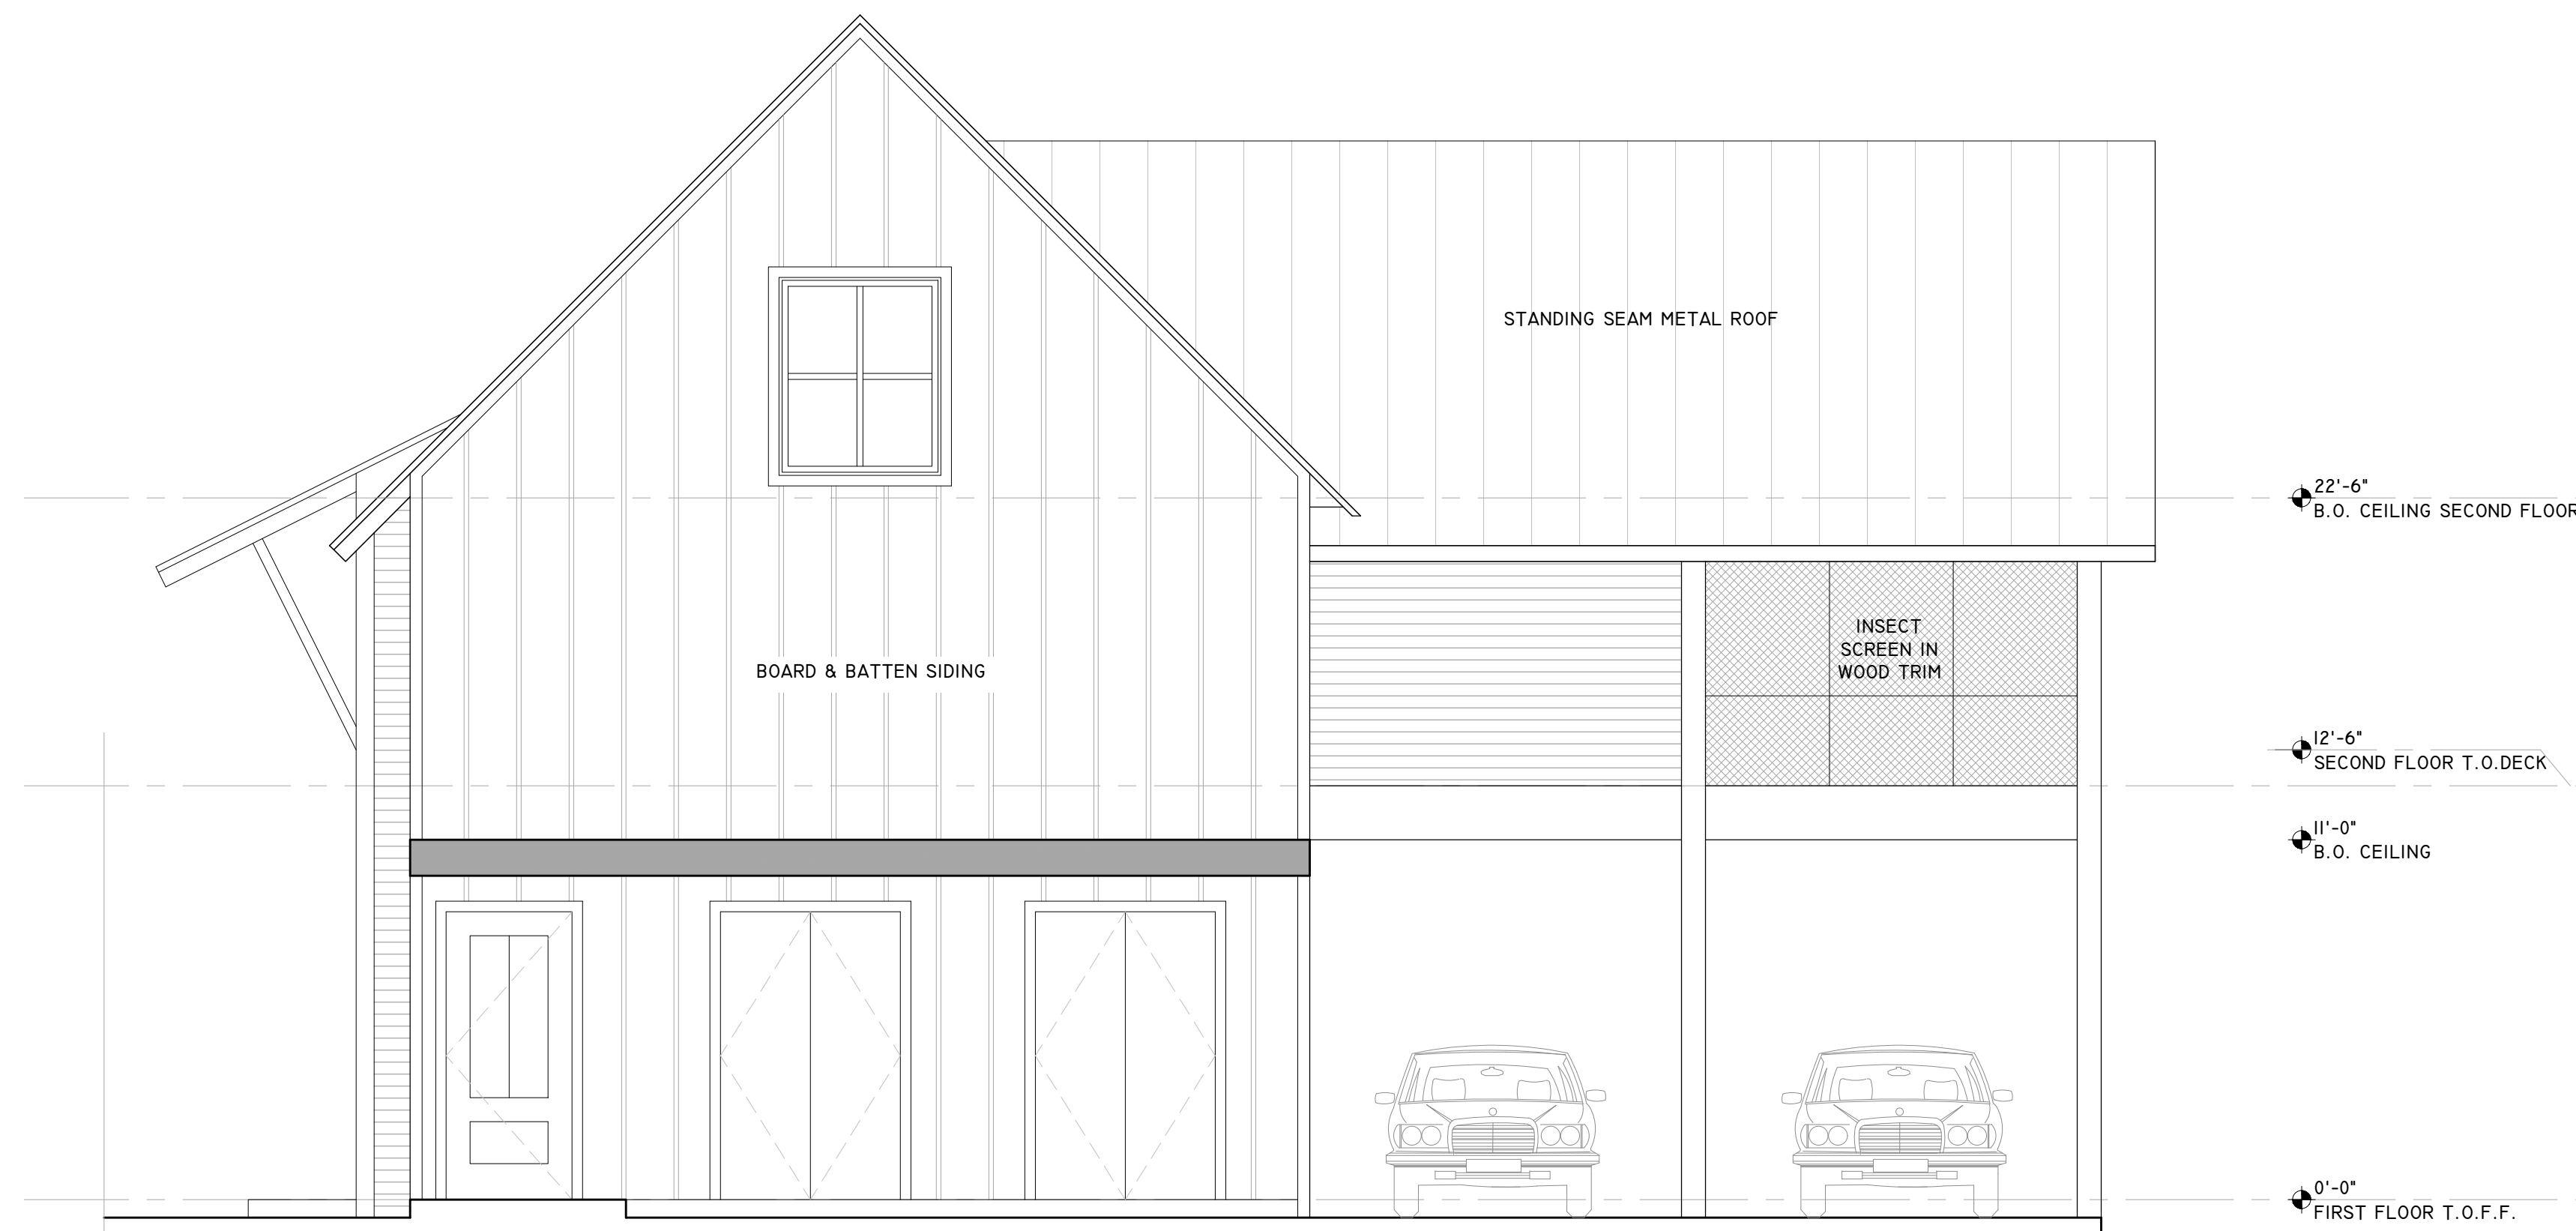 STANDING SEAM METAL ROOF
22'-6"
B.O. CEILING SECOND FLOOR
INSECT
SCREEN IN
WOOD TRIM
BOARD & BATTEN SIDING
12'-6"
SECOND FLOOR T.O.DECK
11'-0"
B.O. CEILING
0'-0"
FIRST FLOOR T.O.F.F.